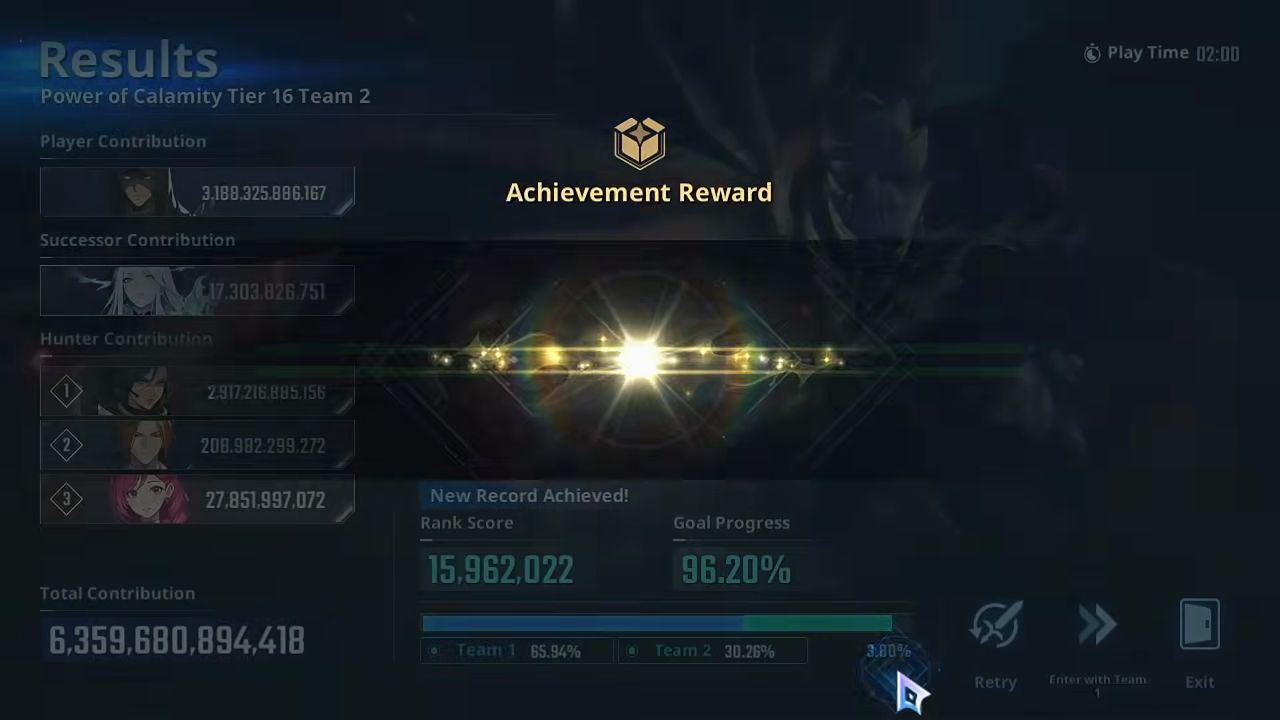 Results
Power of Calamity Tier 16 Team 2
Play Time 02:00
Player Contribution
3,188,325,886,167
Achievement Reward
Successor Contribution
17,303,826,751
Hunter Contribution
1
2,917,216,885,156
2
208,982,299,272
3
27,851,997,072
New Record Achieved!
Rank Score
Goal Progress
15,962,022
96.20%
Total Contribution
6,359,680,894,418
Team 1 65.94%
Team 2 30.26%
3.80%
Retry
Enter with Team
1
Exit